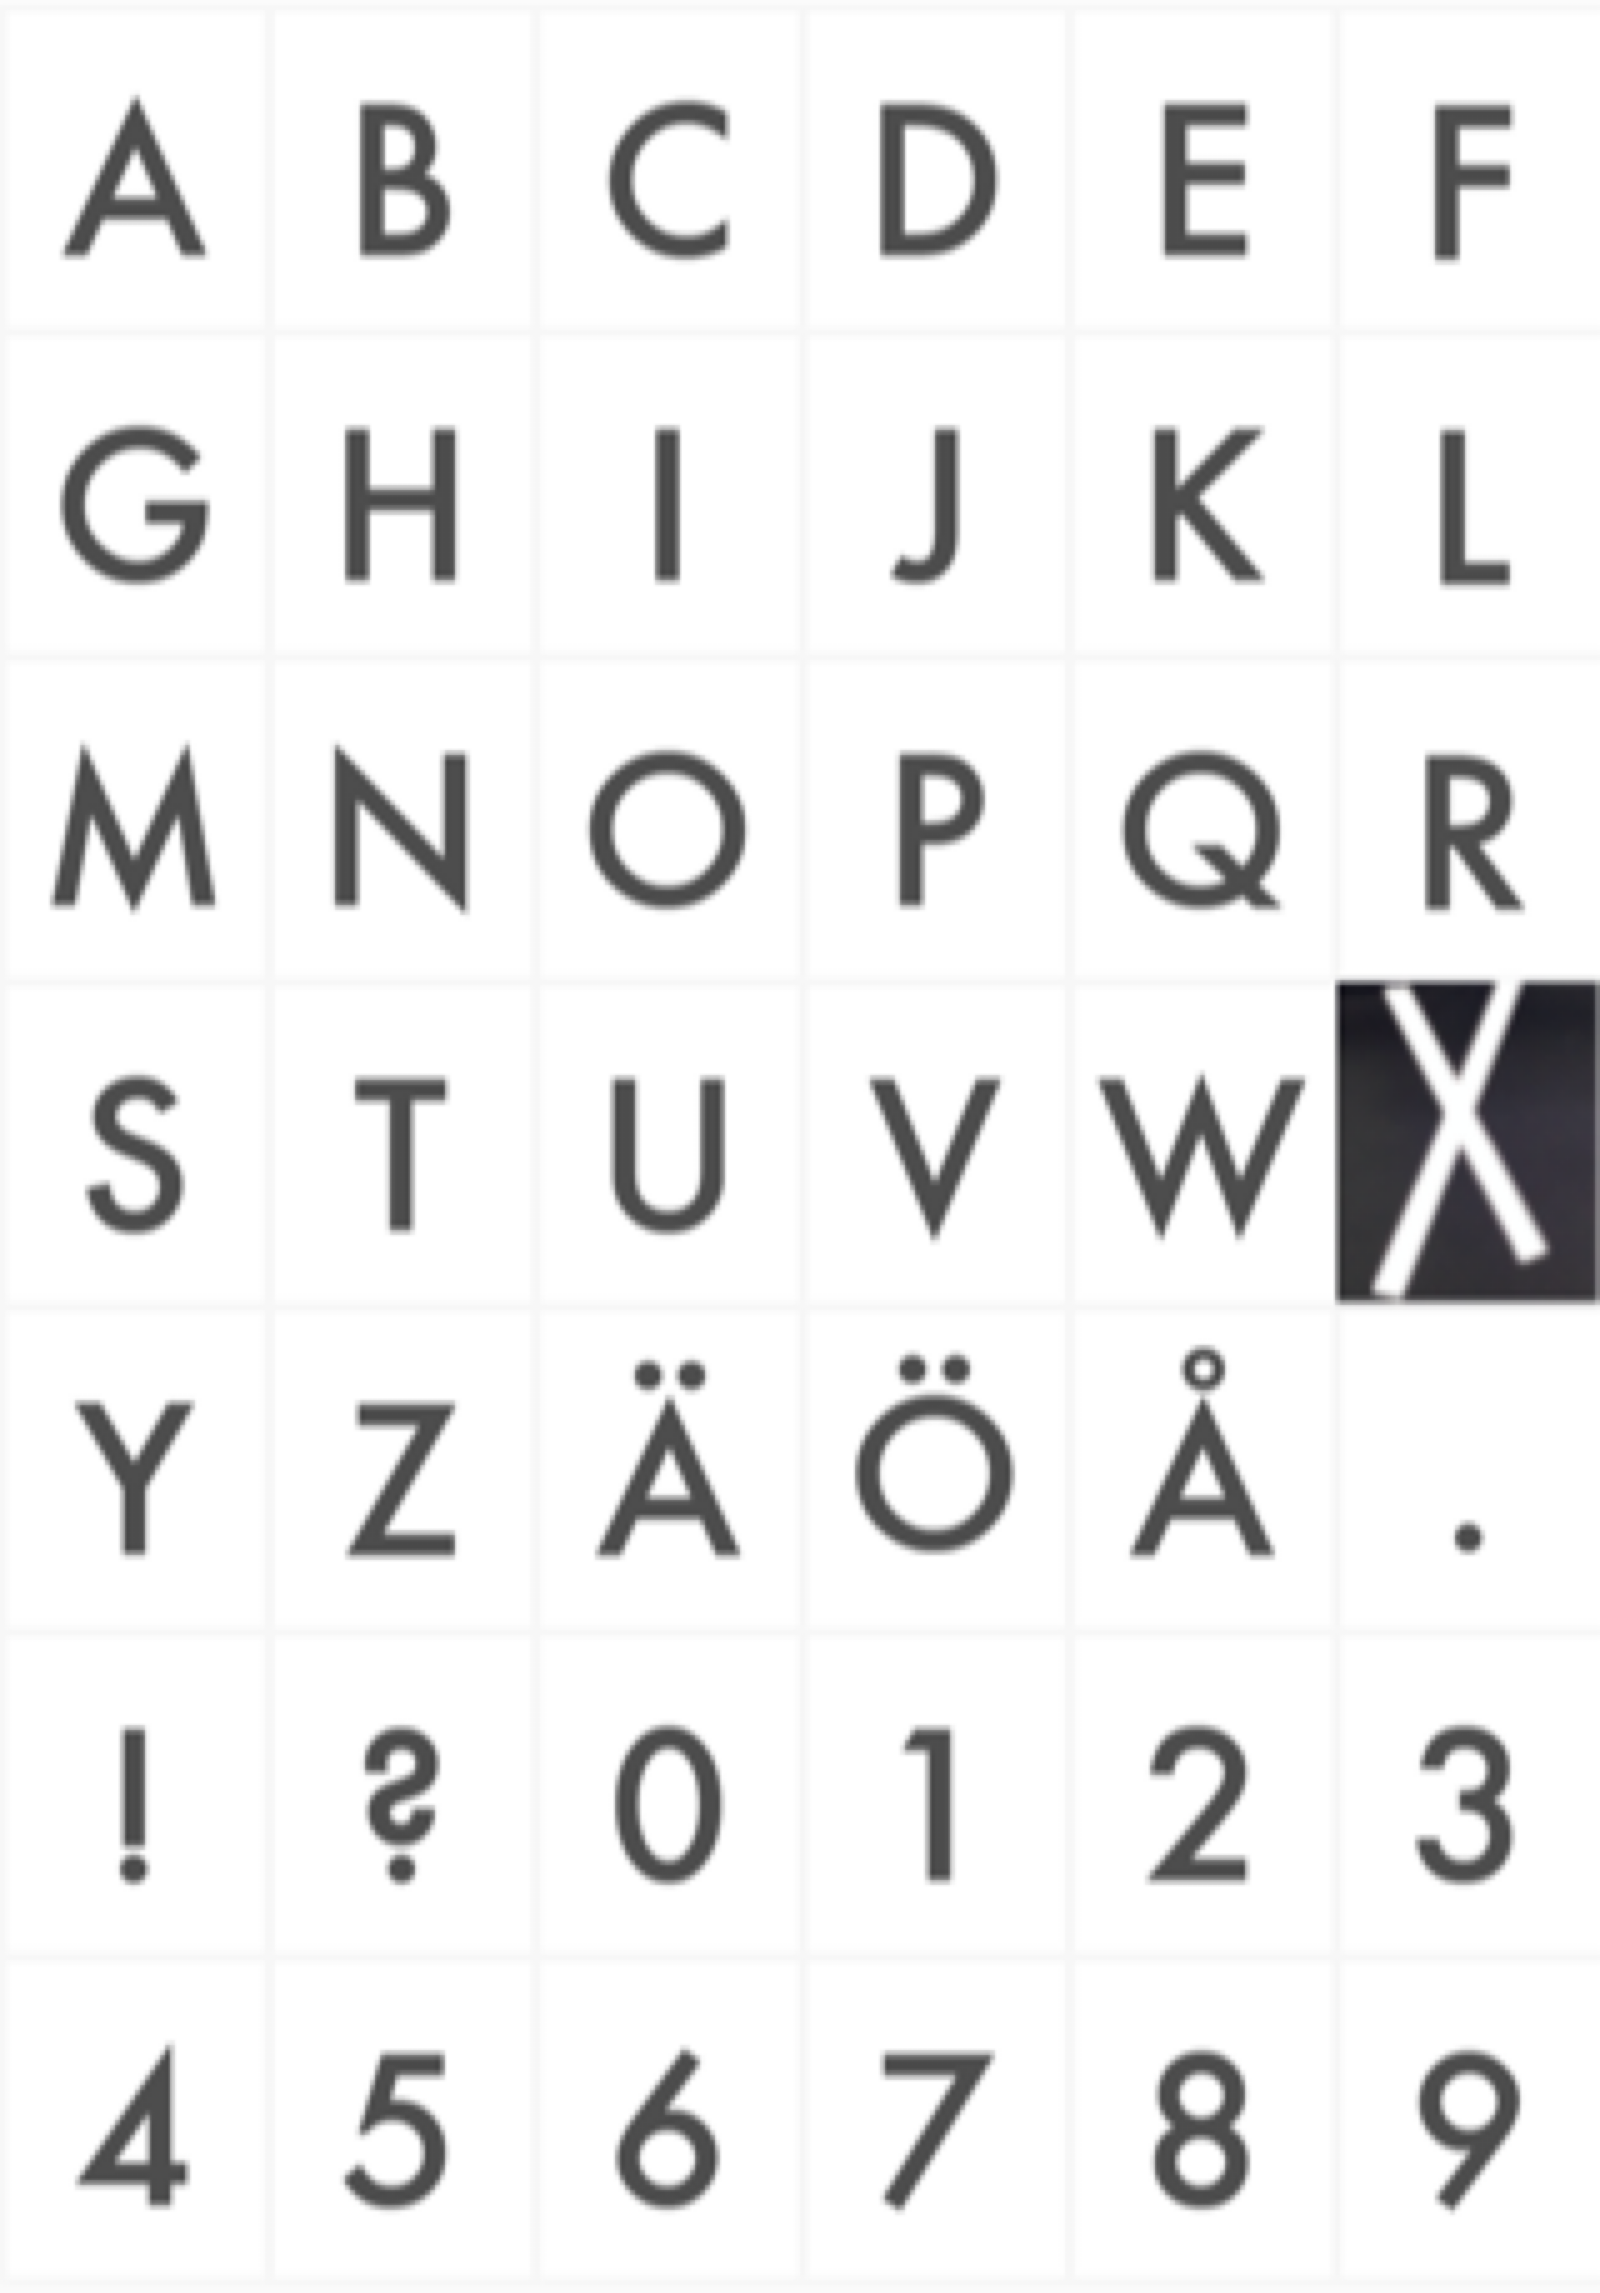 A B C D E F
G H I J K L
M N O P Q R
S T U V W X
Y Z Ä Ö Å .
! ? 0 1 2 3
4 5 6 7 8 9